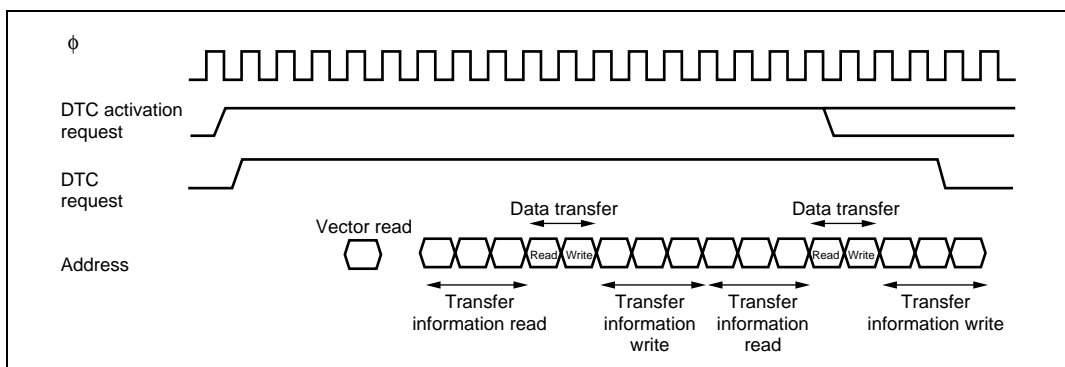 ϕ
DTC activation
request
DTC
request
Data transfer
Data transfer
Vector read
Address
Read
Write
Read
Write
Transfer
information read
Transfer
information
write
Transfer
information
read
Transfer
information write